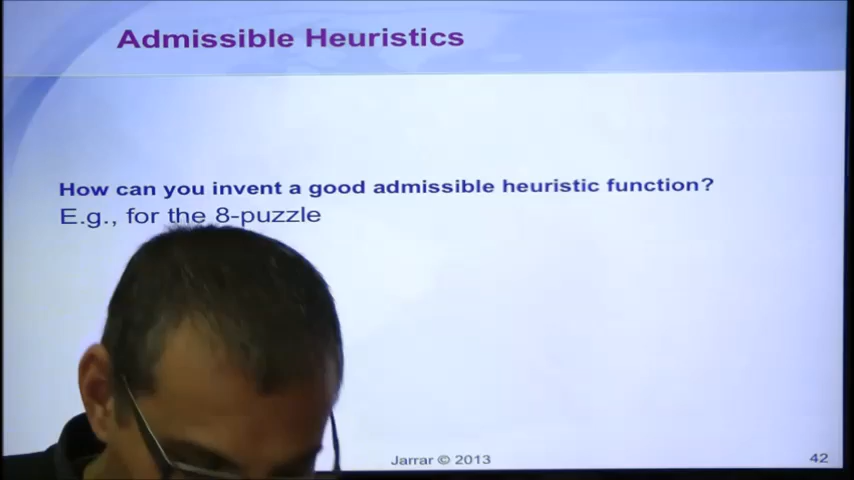 Admissible Heuristics
How can you invent a good admissible heuristic function?
E.g., for the 8-puzzle
Jarrar © 2013
42